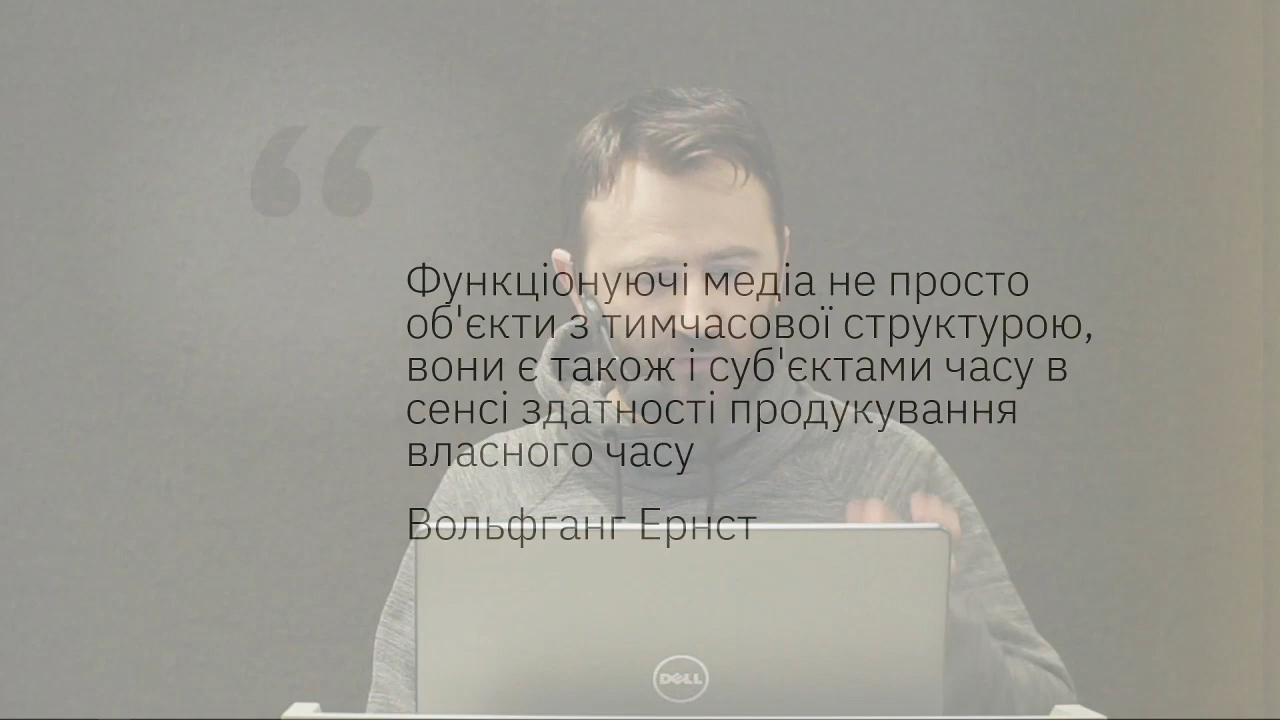 “
Функціонуючі медіа не просто
об'єкти з тимчасової структурою,
вони є також і суб'єктами часу в
сенсі здатності продукування
власного часу
Вольфганг Ернст
DELL